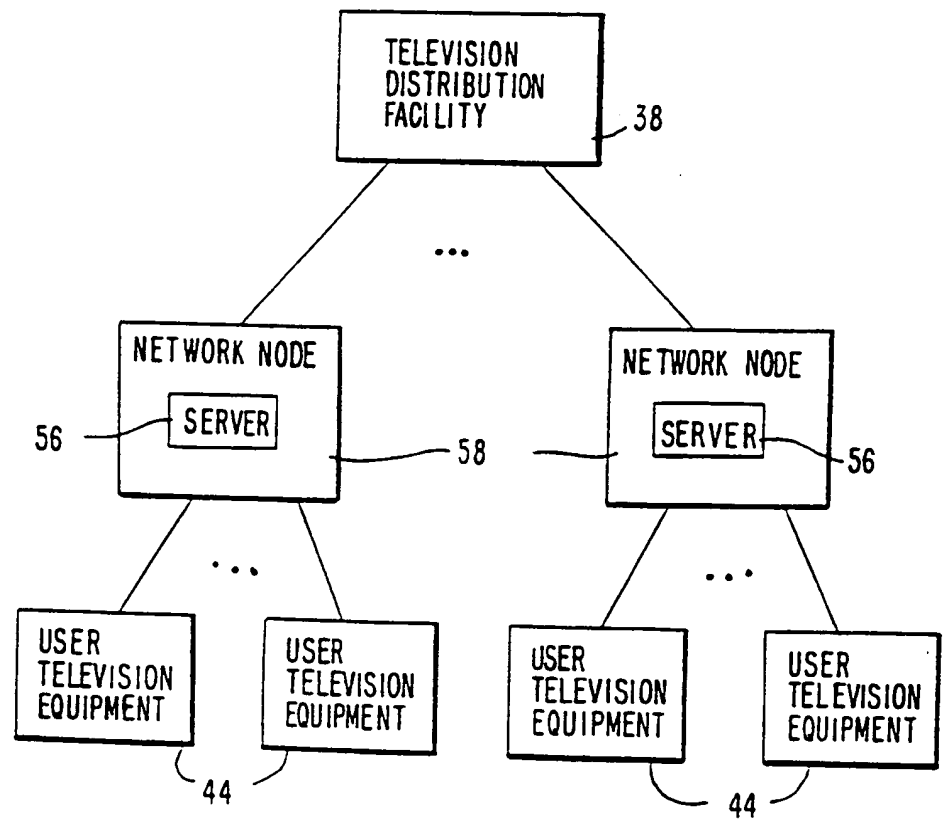 TELEVISION
DISTRIBUTION
FACILITY
38
...
NETWORK NODE
SERVER
56
58
NETWORK NODE
SERVER
56
...
...
USER
TELEVISION
EQUIPMENT
USER
TELEVISION
EQUIPMENT
44
USER
TELEVISION
EQUIPMENT
USER
TELEVISION
EQUIPMENT
44